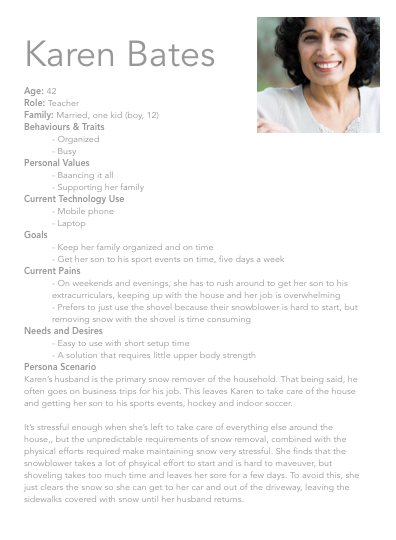 Karen Bates
Age: 42
Role: Teacher
Family: Married, one kid (boy, 12)
Behaviours & Traits
- Organized
- Busy
Personal Values
- Baancing it all
- Supporting her family
Current Technology Use
- Mobile phone
- Laptop
Goals
- Keep her family organized and on time
- Get her son to his sport events on time, five days a week
Current Pains
- On weekends and evenings, she has to rush around to get her son to his
extracurriculars, keeping up with the house and her job is overwhelming
- Prefers to just use the shovel because their snowblower is hard to start, but
removing snow with the shovel is time consuming
Needs and Desires
- Easy to use with short setup time
- A solution that requires little upper body strength
Persona Scenario
Karen's husband is the primary snow remover of the household. That being said, he
often goes on business trips for his job. This leaves Karen to take care of the house
and getting her son to his sports events, hockey and indoor soccer.
It's stressful enough when she's left to take care of everything else around the
house,, but the unpredictable requirements of snow removal, combined with the
physical efforts required make maintaining snow very stressful. She finds that the
snowblower takes a lot of phsyical effort to start and is hard to maveuver, but
shoveling takes too much time and leaves her sore for a few days. To avoid this, she
just clears the snow so she can get to her car and out of the driveway, leaving the
sidewalks covered with snow until her husband returns.